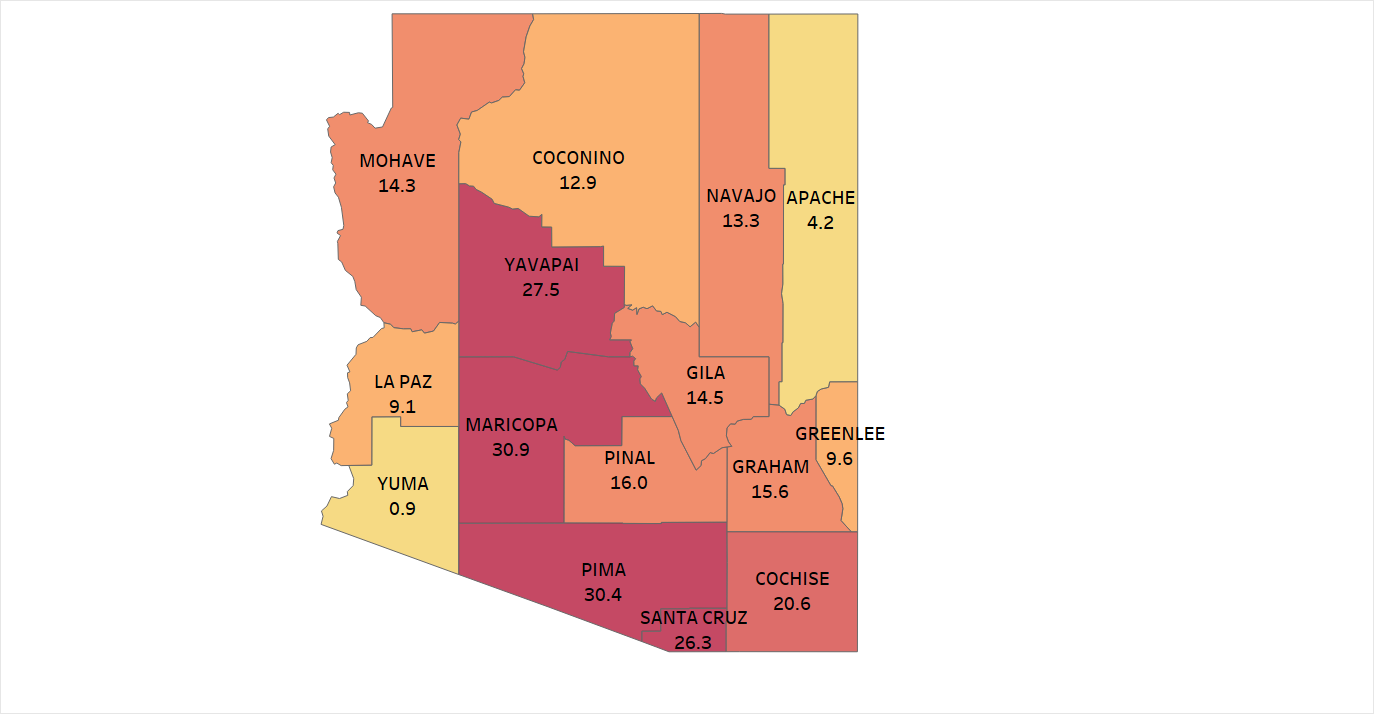 MOHAVE
14.3
COCONINO
12.9
NAVAJO
13.3
APACHE
4.2
YAVAPAI
27.5
LA PAZ
9.1
GILA
14.5
MARICOPA
30.9
GREENLEE
9.6
PINAL
16.0
GRAHAM
15.6
YUMA
0.9
PIMA
30.4
COCHISE
20.6
SANTA CRUZ
26.3